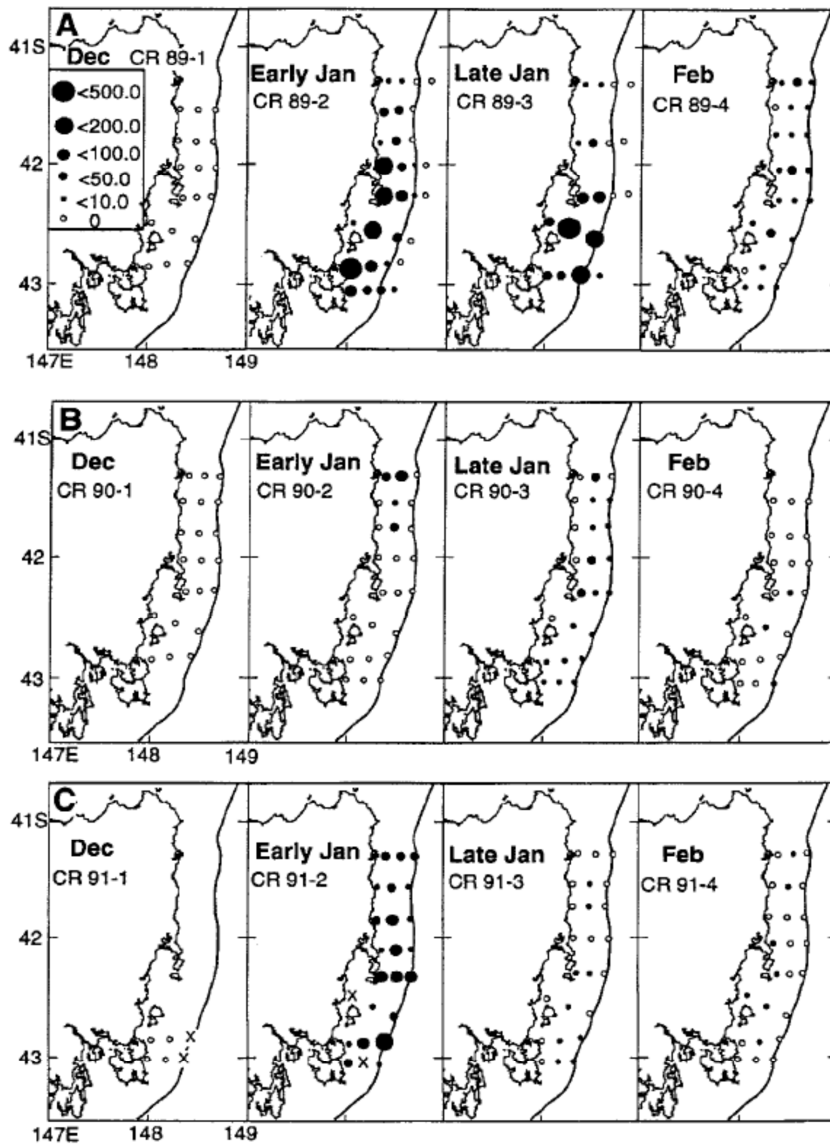 A
41S
Dec CR 89-1
<500.0
<200.0
<100.0
<50.0
<10.0
0
Early Jan
CR 89-2
Late Jan
CR 89-3
Feb
CR 89-4
42
43
147E 148 149
B
41S
Dec
CR 90-1
Early Jan
CR 90-2
Late Jan
CR 90-3
Feb
CR 90-4
42
43
147E 148 149
C
41S
Dec
CR 91-1
Early Jan
CR 91-2
Late Jan
CR 91-3
Feb
CR 91-4
42
X
X
X
X
43
147E 148 149